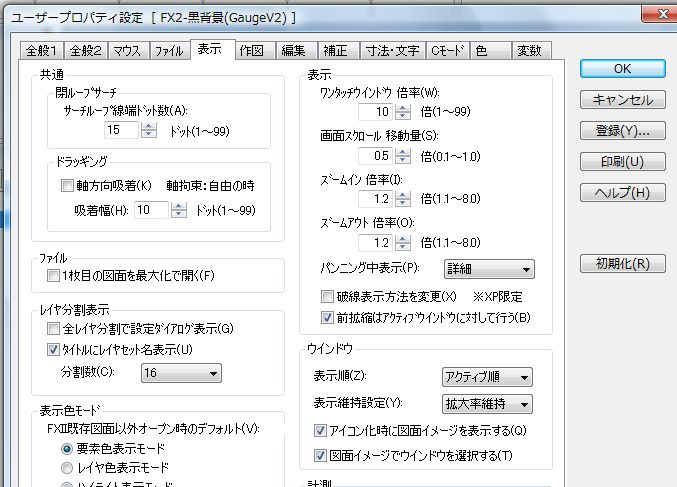 ユーザープロパティ設定 [ FX2-黒背景(GaugeV2) ]
全般1 全般2 マウス ファイル 表示 作図 編集 補正 寸法・文字 Cモード 色 変数
共通
閉ループサーチ
サーチループ線端ドット数(A):
15 ドット(1～99)
ドラッギング
軸方向吸着(K) 軸拘束:自由の時
吸着幅(H): 10 ドット(1～99)
ファイル
1枚目の図面を最大化で開く(F)
レイヤ分割表示
全レイヤ分割で設定ダイアログ表示(G)
タイトルにレイヤセット名表示(U)
分割数(C): 16
表示色モード
FXⅡ既存図面以外オープン時のデフォルト(V):
要素色表示モード
レイヤ色表示モード
ハイライト表示モード
表示
ワンタッチウインドウ 倍率(W):
10 倍(1～99)
画面スクロール 移動量(S):
0.5 倍(0.1～1.0)
ズームイン 倍率(I):
1.2 倍(1.1～8.0)
ズームアウト 倍率(O):
1.2 倍(1.1～8.0)
パンニング中表示(P): 詳細
破線表示方法を変更(X) ※XP限定
前拡縮はアクティブウインドウに対して行う(B)
ウインドウ
表示順(Z): アクティブ順
表示維持設定(Y): 拡大率維持
アイコン化時に図面イメージを表示する(Q)
図面イメージでウインドウを選択する(T)
計測
OK
キャンセル
登録(Y)...
印刷(U)
ヘルプ(H)
初期化(R)